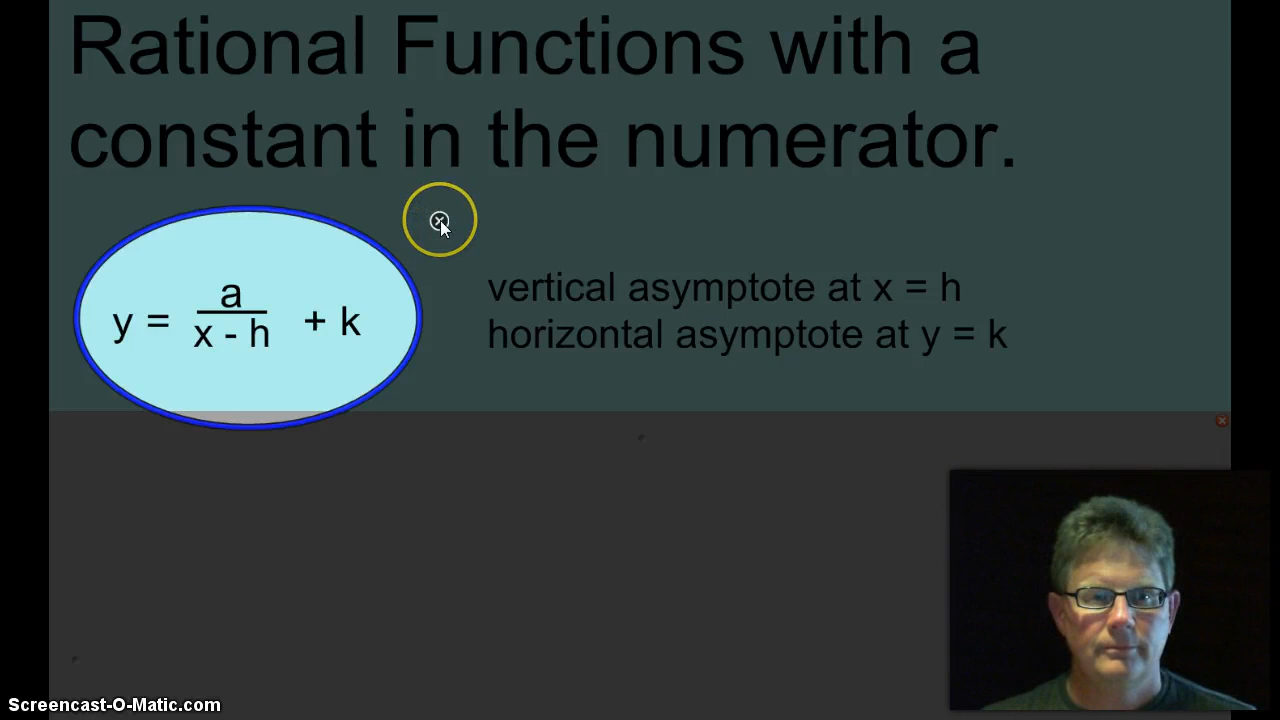 Rational Functions with a
constant in the numerator.
y = a / x - h + k
vertical asymptote at x = h
horizontal asymptote at y = k
Screencast-O-Matic.com